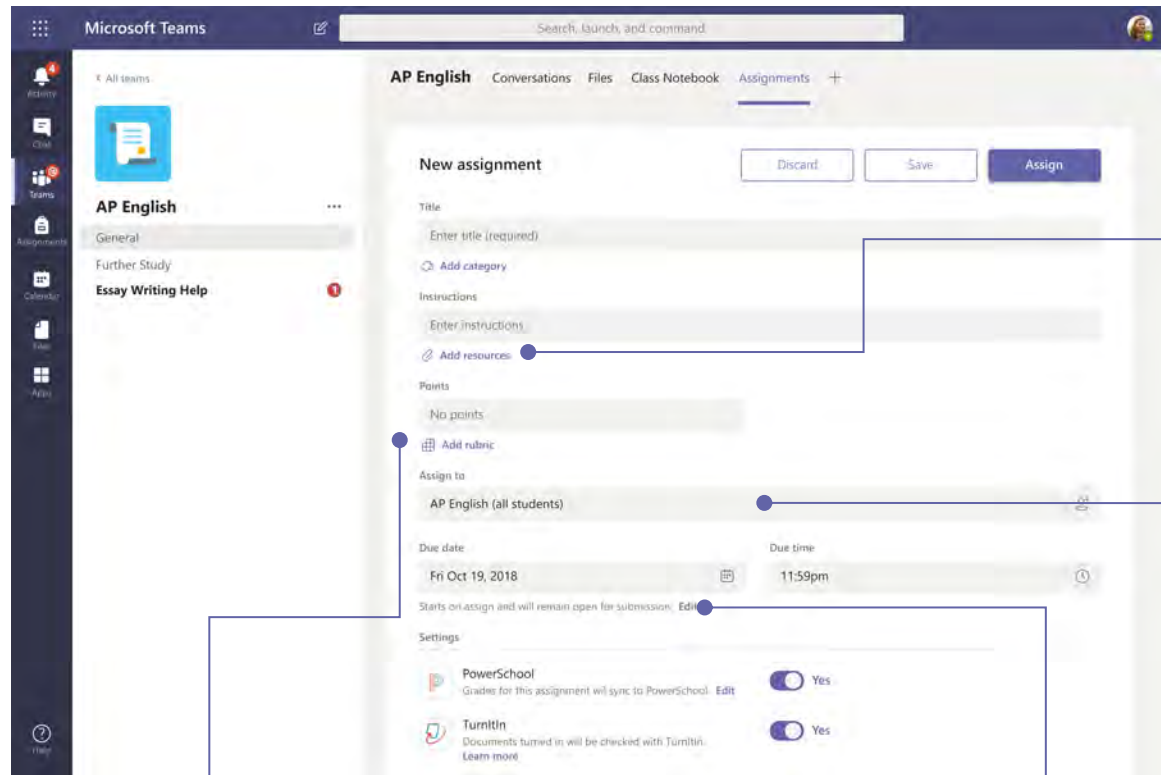 Microsoft Teams
Search, launch, and command
4
Activity
Chat
Teams
Assignments
Calendar
Files
Apps
Help
< All teams
AP English ...
General
Further Study
Essay Writing Help 1
AP English Conversations Files Class Notebook Assignments +
New assignment Discard Save Assign
Title
Enter title (required)
Add category
Instructions
Enter instructions
Add resources
Points
No points
Add rubric
Assign to
AP English (all students)
Due date Due time
Fri Oct 19, 2018 11:59pm
Starts on assign and will remain open for submission. Edit
Settings
PowerSchool Yes
Grades for this assignment wil sync to PowerSchool. Edit
TurnItin Yes
Documents turned in will be checked with TurnItin.
Learn more